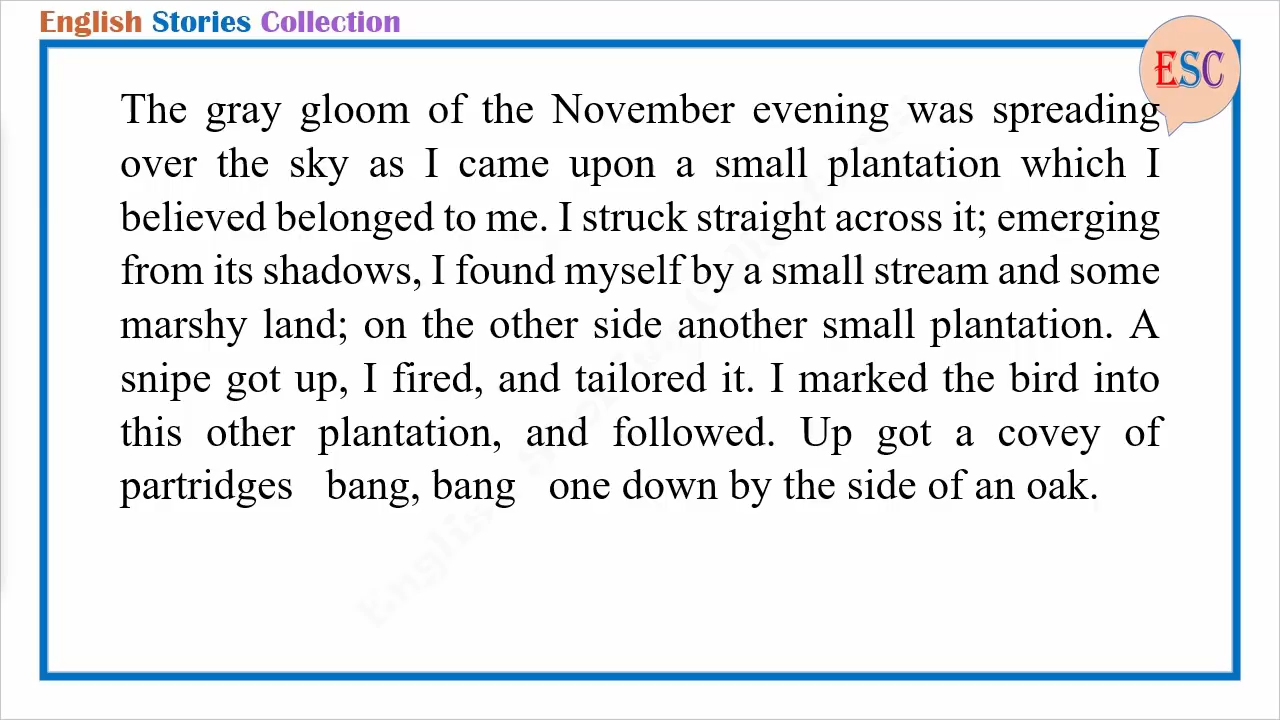 English Stories Collection
ESC
The gray gloom of the November evening was spreading
over the sky as I came upon a small plantation which I
believed belonged to me. I struck straight across it; emerging
from its shadows, I found myself by a small stream and some
marshy land; on the other side another small plantation. A
snipe got up, I fired, and tailored it. I marked the bird into
this other plantation, and followed. Up got a covey of
partridges bang, bang one down by the side of an oak.